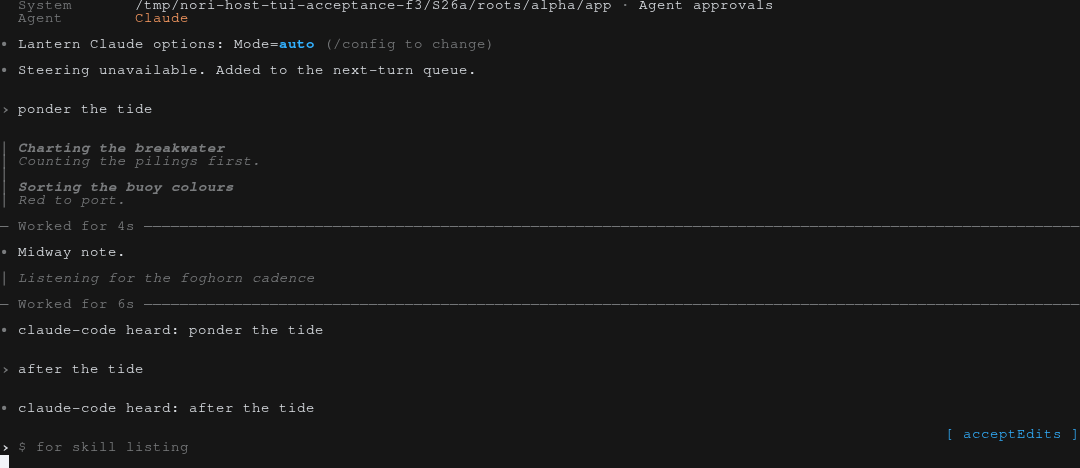 System /tmp/nori-host-tui-acceptance-f3/S26a/roots/alpha/app · Agent approvals
Agent Claude
• Lantern Claude options: Mode=auto (/config to change)
• Steering unavailable. Added to the next-turn queue.
› ponder the tide
│ Charting the breakwater
│ Counting the pilings first.
│
│ Sorting the buoy colours
│ Red to port.
─ Worked for 4s ─────────────────────────────────────────────
• Midway note.
│ Listening for the foghorn cadence
─ Worked for 6s ─────────────────────────────────────────────
• claude-code heard: ponder the tide
› after the tide
• claude-code heard: after the tide
[ acceptEdits ]
› $ for skill listing